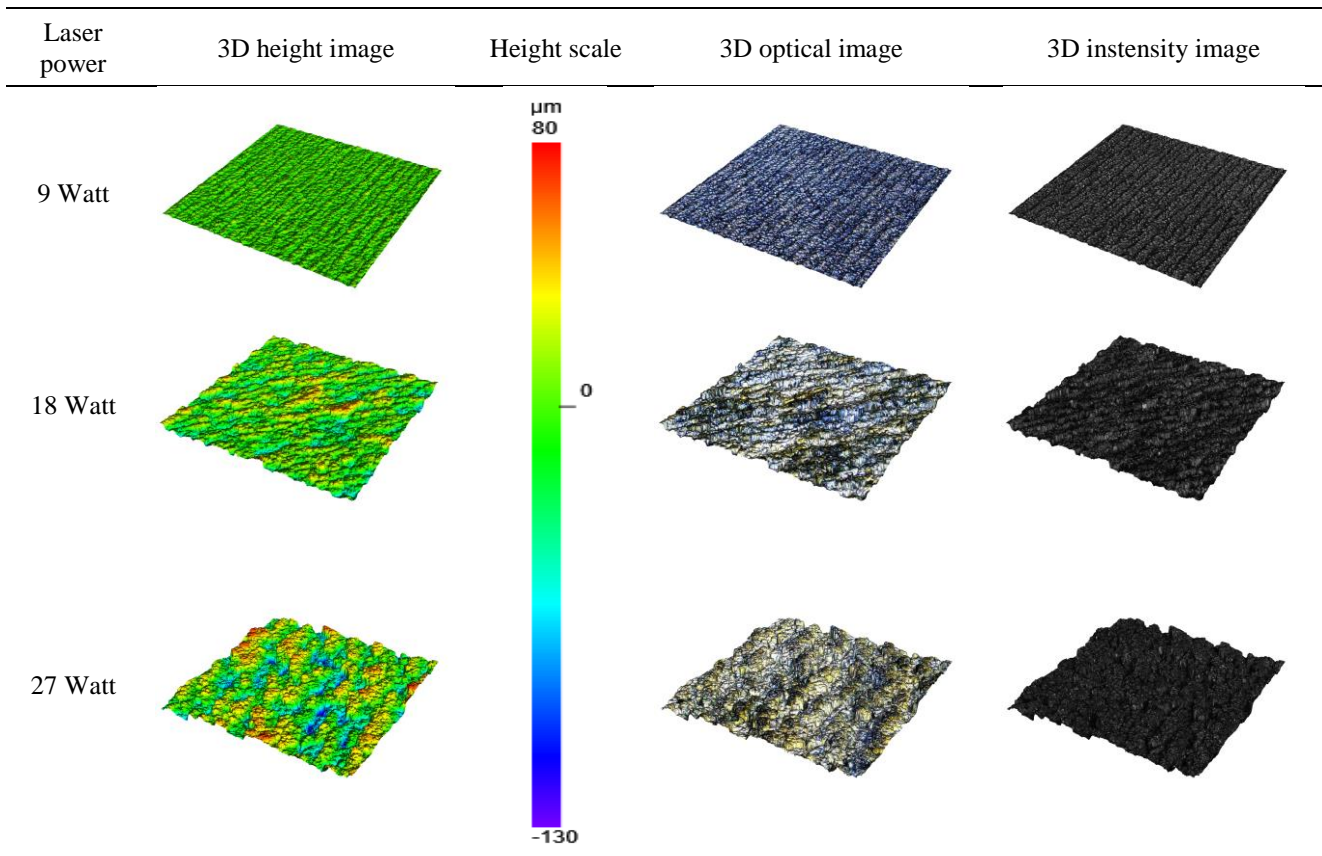 Laser power
3D height image
Height scale
3D optical image
3D instensity image
µm
80
9 Watt
0
18 Watt
27 Watt
-130